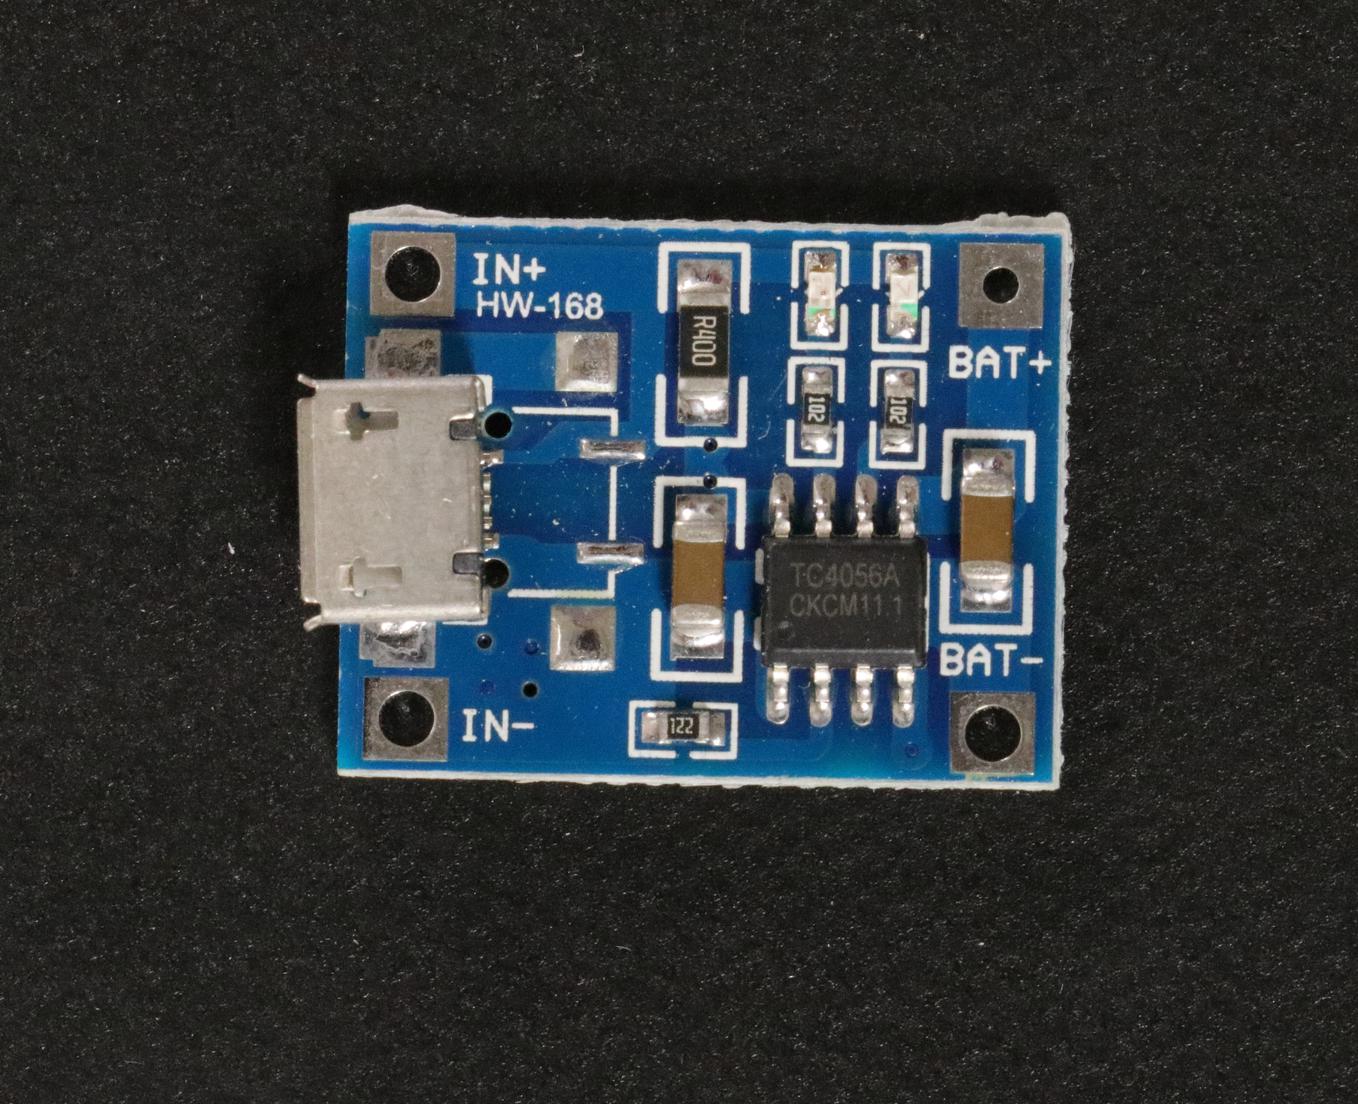 IN+
HW-168
R400
102
102
BAT+
TC4056A
CKCM11 1
BAT-
122
IN-